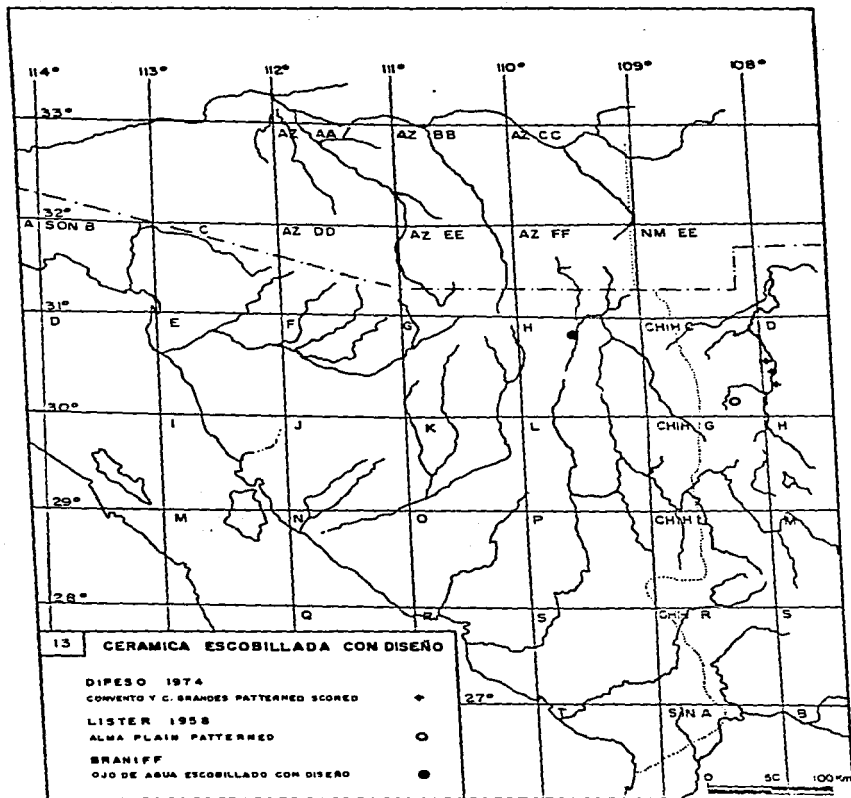 114° 113° 112° 111° 110° 109° 108°
33°
AZ AA AZ BB AZ CC
32°
A SON B C AZ DD AZ EE AZ FF NM EE
31°
D E F G H CHIH C D
30°
I J K L CHIH G H
29°
M N O P CHIH L M
28°
Q R S CHIH R S
13 CERAMICA ESCOBILLADA CON DISEÑO
DIPESO 1974
CONVENTO Y C. GRANDES PATTERNED SCORED
LISTER 1958
ALMA PLAIN PATTERNED
BRANIFF
OJO DE AGUA ESCOBILLADO CON DISEÑO
27°
T SIN A B
0 50 100 Km